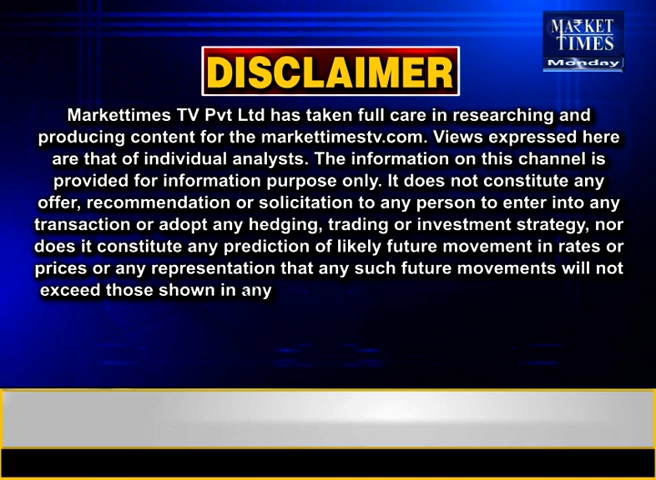 MARKET
TIMES
Monday
DISCLAIMER
Markettimes TV Pvt Ltd has taken full care in researching and
producing content for the markettimestv.com. Views expressed here
are that of individual analysts. The information on this channel is
provided for information purpose only. It does not constitute any
offer, recommendation or solicitation to any person to enter into any
transaction or adopt any hedging, trading or investment strategy, nor
does it constitute any prediction of likely future movement in rates or
prices or any representation that any such future movements will not
exceed those shown in any